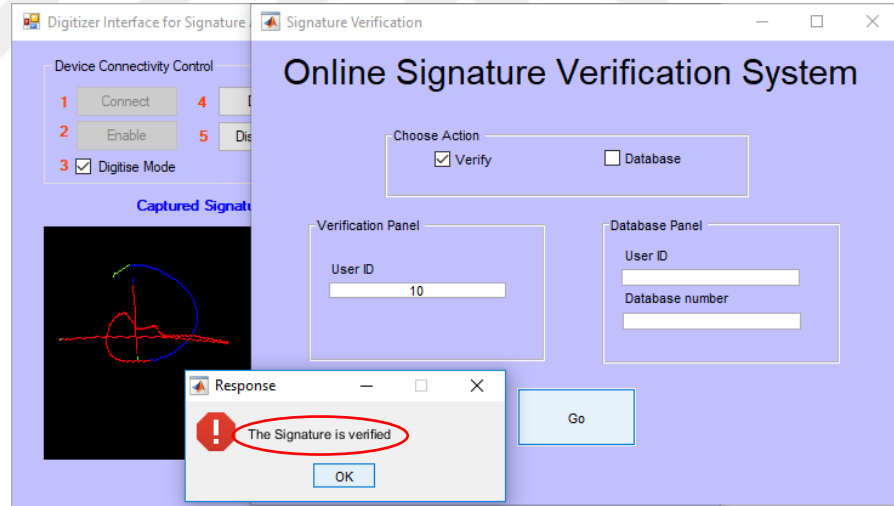 Digitizer Interface for Signature
Signature Verification
Device Connectivity Control
1 Connect 4
2 Enable 5
3 Digitise Mode
Captured
Online Signature Verification System
Choose Action
Verify Database
Verification Panel
User ID
10
Database Panel
User ID
Database number
Response
The Signature is verified
OK
Go